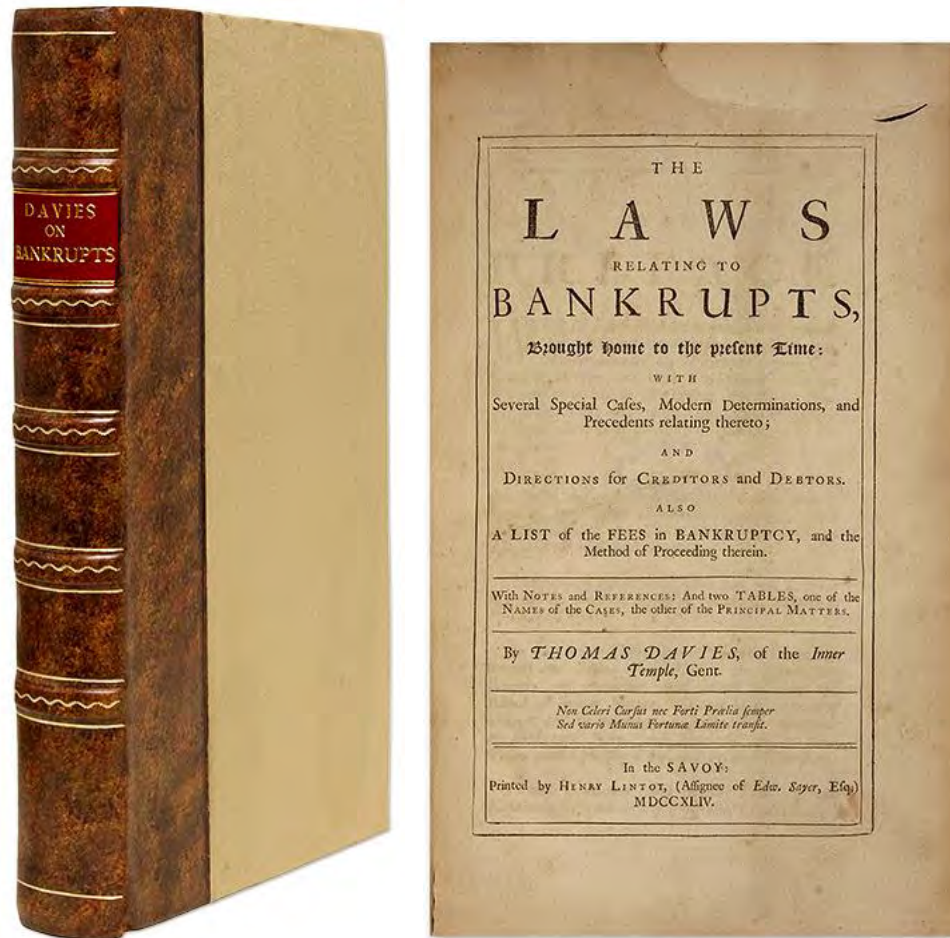 DAVIES
ON
BANKRUPTS
THE
LAWS
RELATING TO
BANKRUPTS,
Brought home to the preſent Time:
WITH
Several Special Caſes, Modern Determinations, and
Precedents relating thereto;
AND
DIRECTIONS for CREDITORS and DEBTORS.
ALSO
A LIST of the FEES in BANKRUPTCY, and the
Method of Proceeding therein.
With NOTES and REFERENCES: And two TABLES, one of the
NAMES of the CASES, the other of the PRINCIPAL MATTERS.
By THOMAS DAVIES, of the Inner
Temple, Gent.
Non Celeri Curſus nec Forti Prælia ſemper
Sed vario Munus Fortunæ Limite tranſit.
In the SAVOY:
Printed by HENRY LINTOT, (Aſſignee of Edw. Sayer, Eſq;)
MDCCXLIV.